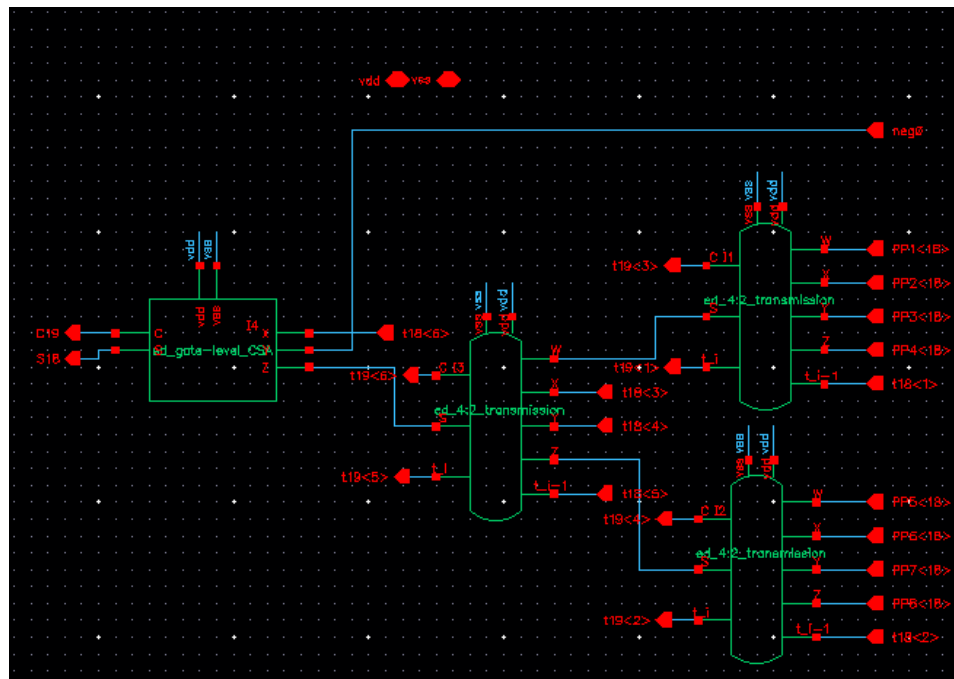 vdd vss
neg0
vss vdd
W PP1<18>
C I1
t19<3>
X PP2<18>
ed_4:2_transmission
S Y PP3<18>
Z PP4<18>
t19<1> t_i
t_i-1 t18<1>
vdd vss
vdd vss
I4
C19 C X t18<6>
S18 ed_gate-level_CSA
Z
vss vdd
W
C I3
t19<6>
X t18<3>
ed_4:2_transmission
S Y t18<4>
Z
t19<5> t_i
t_i-1 t18<5>
vss vdd
vss vdd
W PP5<18>
C I2
t19<4>
X PP6<18>
ed_4:2_transmission
S Y PP7<18>
Z PP8<18>
t19<2> t_i
t_i-1 t18<2>